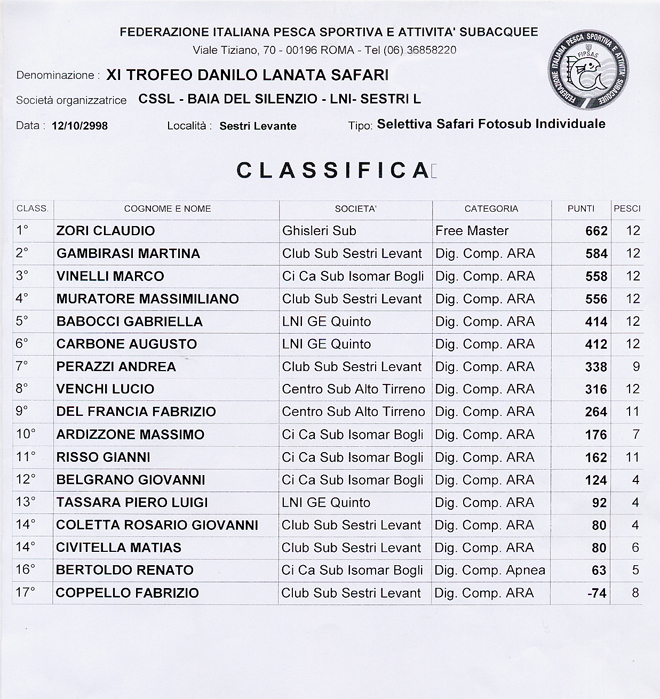 FEDERAZIONE ITALIANA PESCA SPORTIVA E ATTIVITA' SUBACQUEE
Viale Tiziano, 70 - 00196 ROMA - Tel (06) 36858220
FEDERAZIONE ITALIANA PESCA SPORTIVA E ATTIVITA' SUBACQUEE
FIPSAS
Denominazione : XI TROFEO DANILO LANATA SAFARI
Società organizzatrice CSSL - BAIA DEL SILENZIO - LNI- SESTRI L
Data : 12/10/2998 Località : Sestri Levante Tipo: Selettiva Safari Fotosub Individuale
CLASSIFICA
CLASS. COGNOME E NOME SOCIETA' CATEGORIA PUNTI PESCI
1° ZORI CLAUDIO Ghisleri Sub Free Master 662 12
2° GAMBIRASI MARTINA Club Sub Sestri Levant Dig. Comp. ARA 584 12
3° VINELLI MARCO Ci Ca Sub Isomar Bogli Dig. Comp. ARA 558 12
4° MURATORE MASSIMILIANO Club Sub Sestri Levant Dig. Comp. ARA 556 12
5° BABOCCI GABRIELLA LNI GE Quinto Dig. Comp. ARA 414 12
6° CARBONE AUGUSTO LNI GE Quinto Dig. Comp. ARA 412 12
7° PERAZZI ANDREA Club Sub Sestri Levant Dig. Comp. ARA 338 9
8° VENCHI LUCIO Centro Sub Alto Tirreno Dig. Comp. ARA 316 12
9° DEL FRANCIA FABRIZIO Centro Sub Alto Tirreno Dig. Comp. ARA 264 11
10° ARDIZZONE MASSIMO Ci Ca Sub Isomar Bogli Dig. Comp. ARA 176 7
11° RISSO GIANNI Ci Ca Sub Isomar Bogli Dig. Comp. ARA 162 11
12° BELGRANO GIOVANNI Ci Ca Sub Isomar Bogli Dig. Comp. ARA 124 4
13° TASSARA PIERO LUIGI LNI GE Quinto Dig. Comp. ARA 92 4
14° COLETTA ROSARIO GIOVANNI Club Sub Sestri Levant Dig. Comp. ARA 80 4
14° CIVITELLA MATIAS Club Sub Sestri Levant Dig. Comp. ARA 80 6
16° BERTOLDO RENATO Ci Ca Sub Isomar Bogli Dig. Comp. Apnea 63 5
17° COPPELLO FABRIZIO Club Sub Sestri Levant Dig. Comp. ARA -74 8